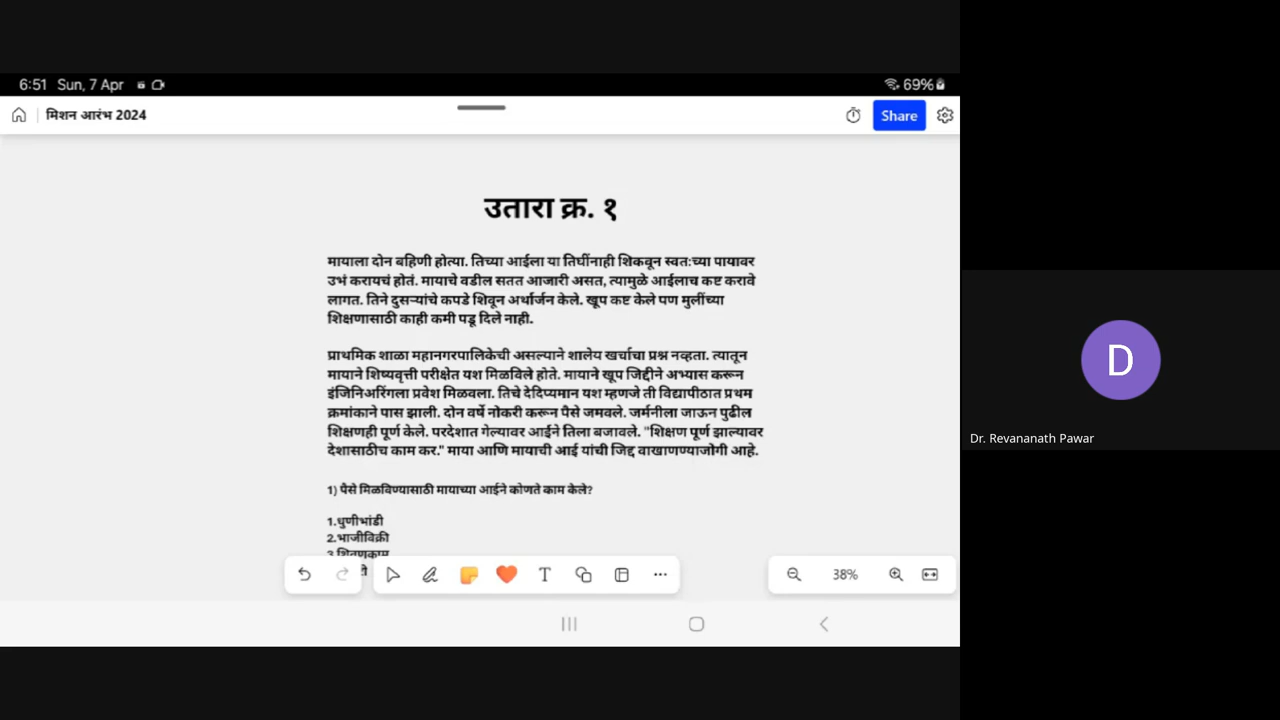 6:51 Sun, 7 Apr
69%
मिशन आरंभ 2024
Share
उतारा क्र. १
मायाला दोन बहिणी होत्या. तिच्या आईला या तिघींनाही शिकवून स्वतःच्या पायावर
उभं करायचं होतं. मायाचे वडील सतत आजारी असत, त्यामुळे आईलाच कष्ट करावे
लागत. तिने दुसऱ्यांचे कपडे शिवून अर्थार्जन केले. खूप कष्ट केले पण मुलींच्या
शिक्षणासाठी काही कमी पडू दिले नाही.
प्राथमिक शाळा महानगरपालिकेची असल्याने शालेय खर्चाचा प्रश्न नव्हता. त्यातून
मायाने शिष्यवृत्ती परीक्षेत यश मिळविले होते. मायाने खूप जिद्दीने अभ्यास करून
इंजिनिअरिंगला प्रवेश मिळवला. तिचे देदिप्यमान यश म्हणजे ती विद्यापीठात प्रथम
क्रमांकाने पास झाली. दोन वर्षे नोकरी करून पैसे जमवले. जर्मनीला जाऊन पुढील
शिक्षणही पूर्ण केले. परदेशात गेल्यावर आईने तिला बजावले. "शिक्षण पूर्ण झाल्यावर
देशासाठीच काम कर." माया आणि मायाची आई यांची जिद्द वाखाणण्याजोगी आहे.
1) पैसे मिळविण्यासाठी मायाच्या आईने कोणते काम केले?
1.धुणीभांडी
2.भाजीविक्री
3.शिवणकाम
T
38%
D
Dr. Revananath Pawar